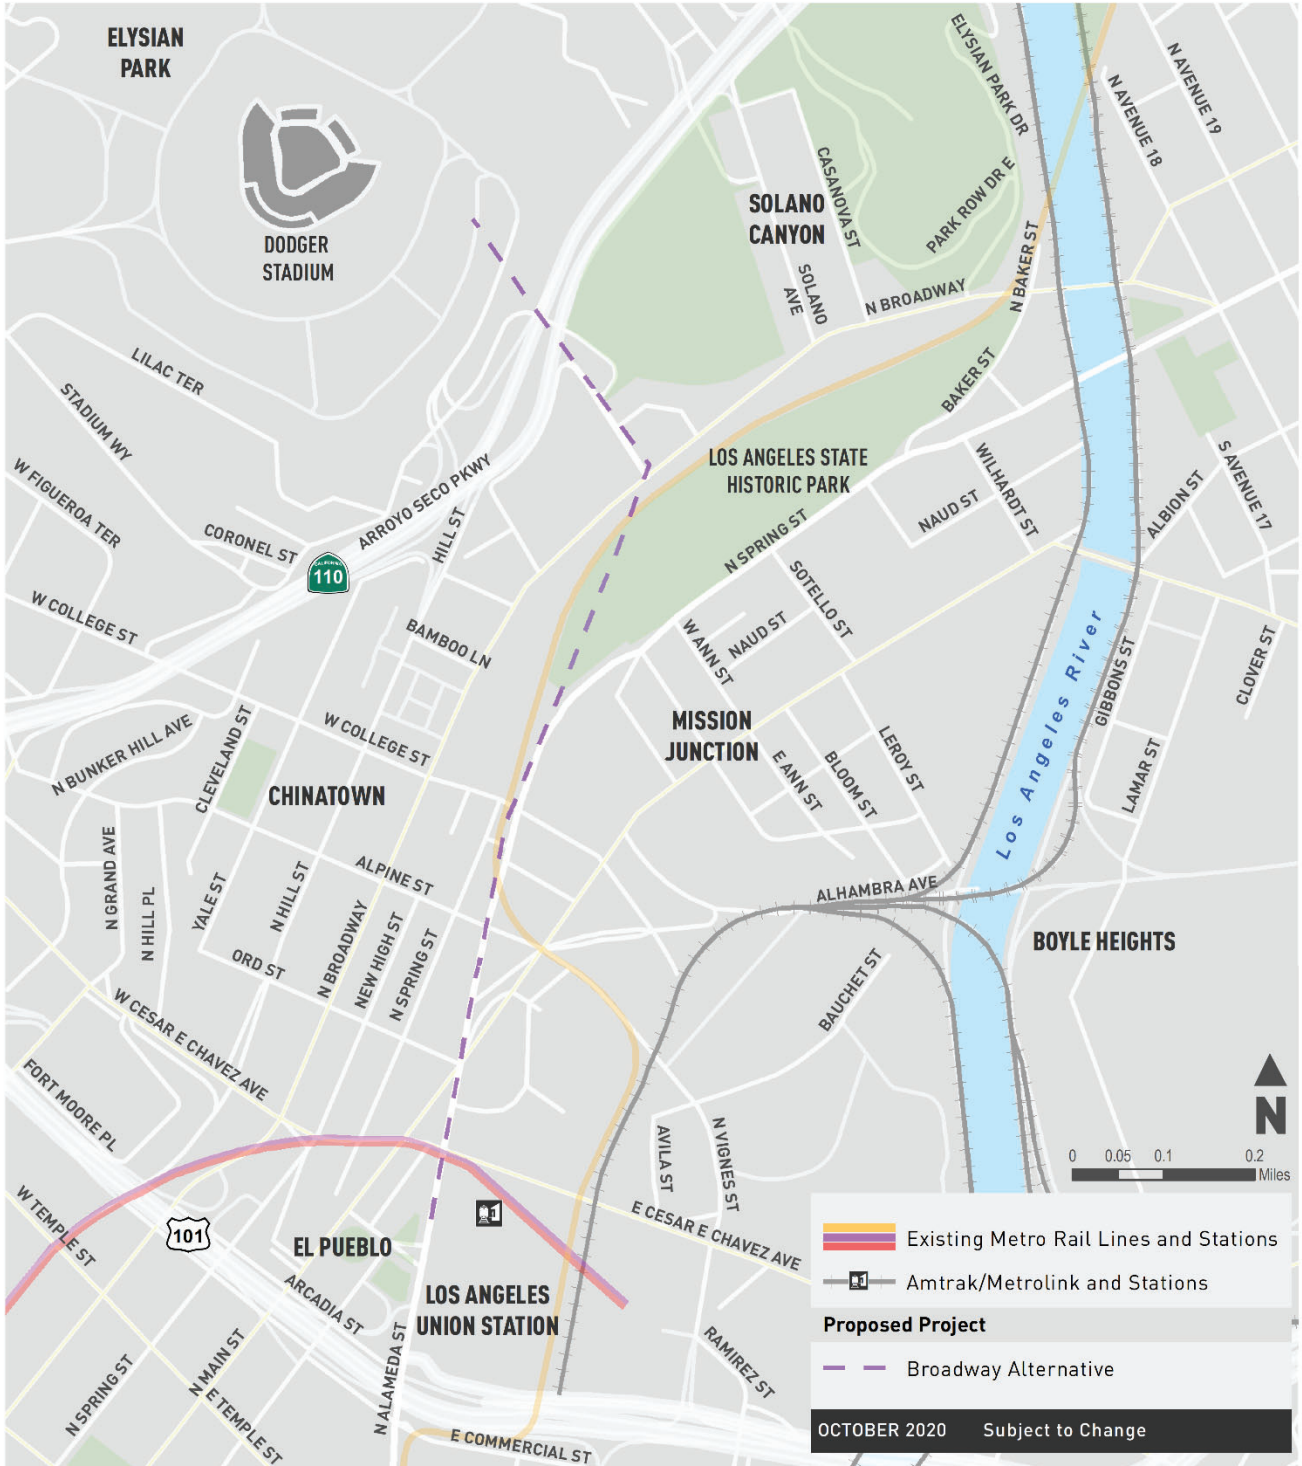 ELYSIAN
PARK
DODGER
STADIUM
ELYSIAN PARK DR
N AVENUE 19
N AVENUE 18
CASANOVA ST
PARK ROW DR E
SOLANO
CANYON
SOLANO
AVE
N BROADWAY
N BAKER ST
BAKER ST
LILAC TER
STADIUM WY
W FIGUEROA TER
CORONEL ST
ARROYO SECO PKWY
CALIFORNIA
110
HILL ST
LOS ANGELES STATE
HISTORIC PARK
WILHARDT ST
NAUD ST
S AVENUE 17
ALBION ST
N SPRING ST
SOTELLO ST
NAUD ST
W ANN ST
W COLLEGE ST
BAMBOO LN
W COLLEGE ST
Los Angeles River
GIBBONS ST
CLOVER ST
LAMAR ST
MISSION
JUNCTION
LEROY ST
BLOOM ST
E ANN ST
N BUNKER HILL AVE
CLEVELAND ST
CHINATOWN
N GRAND AVE
N HILL PL
YALE ST
N HILL ST
ALPINE ST
ORD ST
N BROADWAY
NEW HIGH ST
N SPRING ST
ALHAMBRA AVE
BOYLE HEIGHTS
BAUCHET ST
W CESAR E CHAVEZ AVE
FORT MOORE PL
AVILA ST
N VIGNES ST
E CESAR E CHAVEZ AVE
W TEMPLE ST
101
EL PUEBLO
ARCADIA ST
LOS ANGELES
UNION STATION
N ALAMEDA ST
N MAIN ST
N SPRING ST
E TEMPLE ST
E COMMERCIAL ST
RAMIREZ ST
N
0 0.05 0.1 0.2
Miles
Existing Metro Rail Lines and Stations
Amtrak/Metrolink and Stations
Proposed Project
Broadway Alternative
OCTOBER 2020 Subject to Change